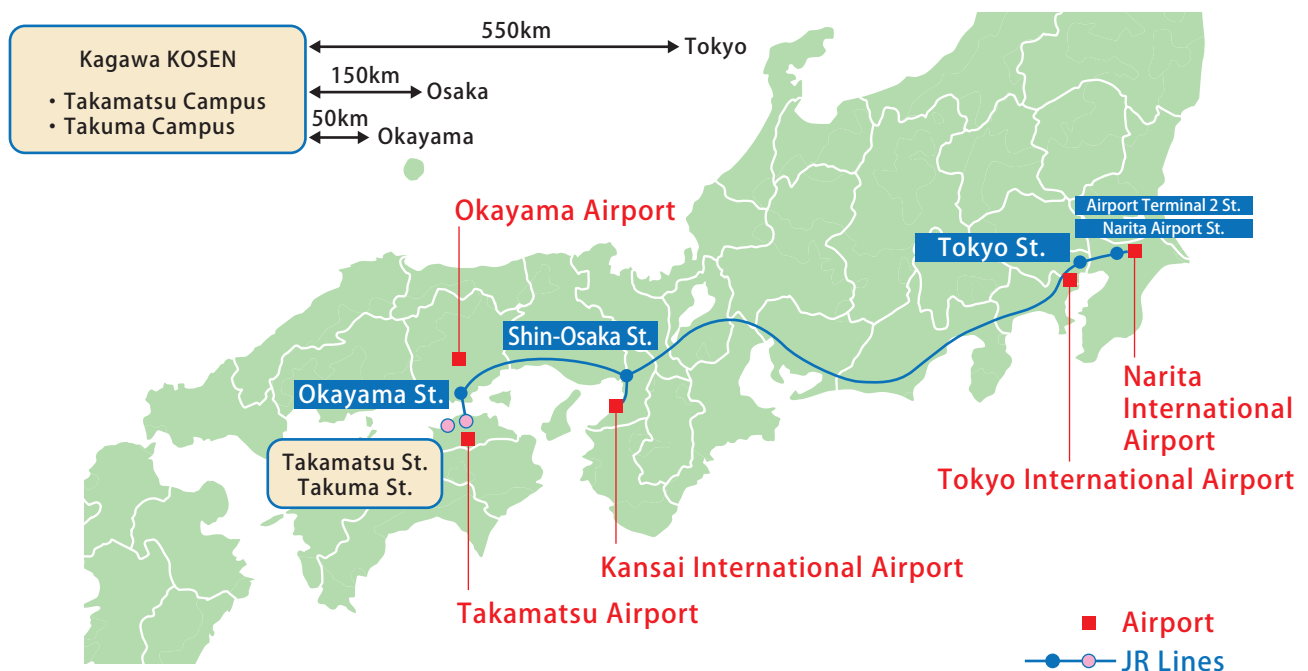 Kagawa KOSEN
・Takamatsu Campus
・Takuma Campus
550km
Tokyo
150km
Osaka
50km
Okayama
Okayama Airport
Airport Terminal 2 St.
Narita Airport St.
Tokyo St.
Shin-Osaka St.
Okayama St.
Takamatsu St.
Takuma St.
Narita
International
Airport
Tokyo International Airport
Kansai International Airport
Takamatsu Airport
Airport
JR Lines